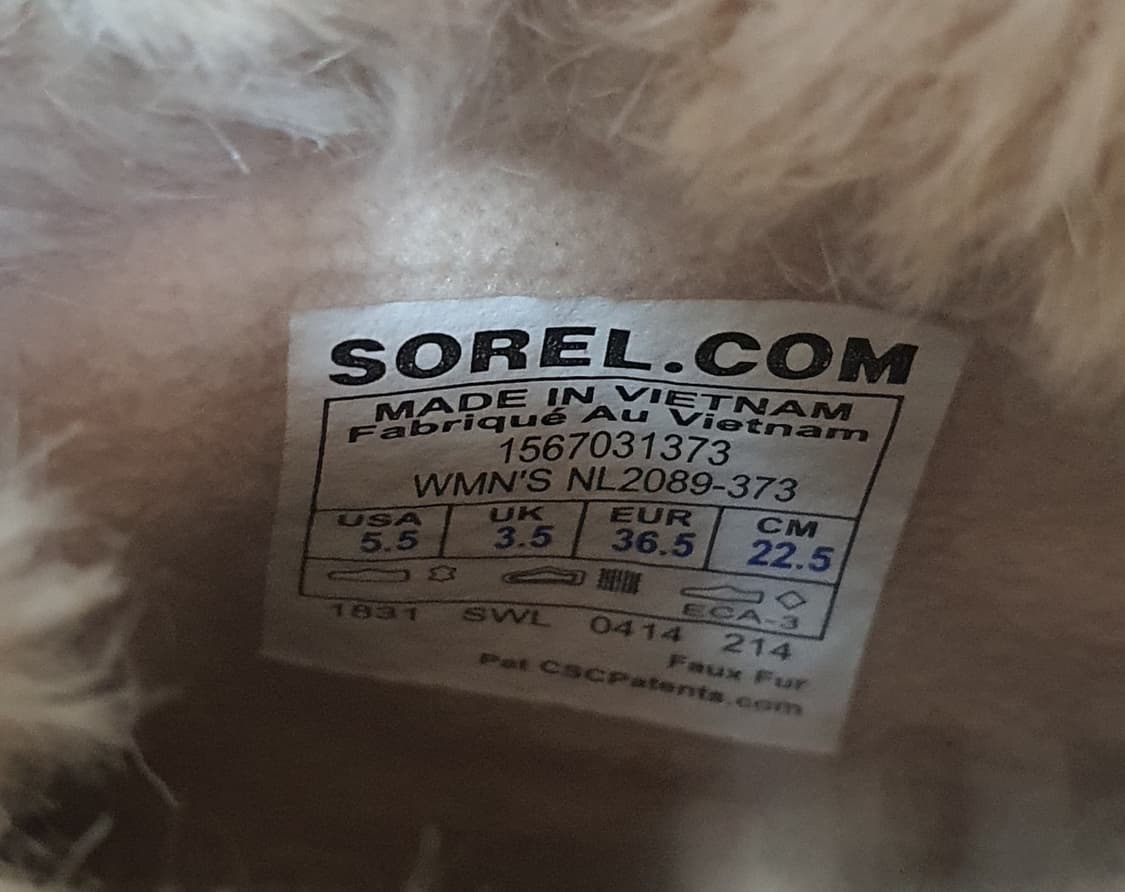 SOREL.COM
MADE IN VIETNAM
Fabriqué Au Vietnam
1567031373
WMN'S NL2089-373
USA UK EUR CM
5.5 3.5 36.5 22.5
ECA-3
1831 SWL 0414 214
Faux Fur
Pat CSCPatents.com